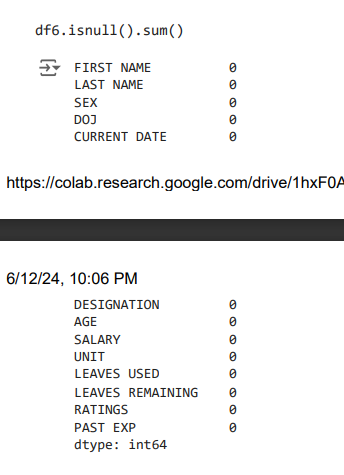 df6.isnull().sum()
FIRST NAME 0
LAST NAME 0
SEX 0
DOJ 0
CURRENT DATE 0
https://colab.research.google.com/drive/1hxF0A
6/12/24, 10:06 PM
DESIGNATION 0
AGE 0
SALARY 0
UNIT 0
LEAVES USED 0
LEAVES REMAINING 0
RATINGS 0
PAST EXP 0
dtype: int64